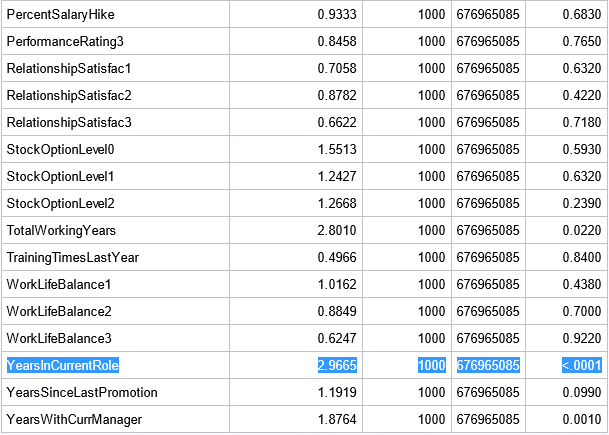 PercentSalaryHike 0.9333 1000 676965085 0.6830
PerformanceRating3 0.8458 1000 676965085 0.7650
RelationshipSatisfac1 0.7058 1000 676965085 0.6320
RelationshipSatisfac2 0.8782 1000 676965085 0.4220
RelationshipSatisfac3 0.6622 1000 676965085 0.7180
StockOptionLevel0 1.5513 1000 676965085 0.5930
StockOptionLevel1 1.2427 1000 676965085 0.6320
StockOptionLevel2 1.2668 1000 676965085 0.2390
TotalWorkingYears 2.8010 1000 676965085 0.0220
TrainingTimesLastYear 0.4966 1000 676965085 0.8400
WorkLifeBalance1 1.0162 1000 676965085 0.4380
WorkLifeBalance2 0.8849 1000 676965085 0.7000
WorkLifeBalance3 0.6247 1000 676965085 0.9220
YearsInCurrentRole 2.9665 1000 676965085 <.0001
YearsSinceLastPromotion 1.1919 1000 676965085 0.0990
YearsWithCurrManager 1.8764 1000 676965085 0.0010